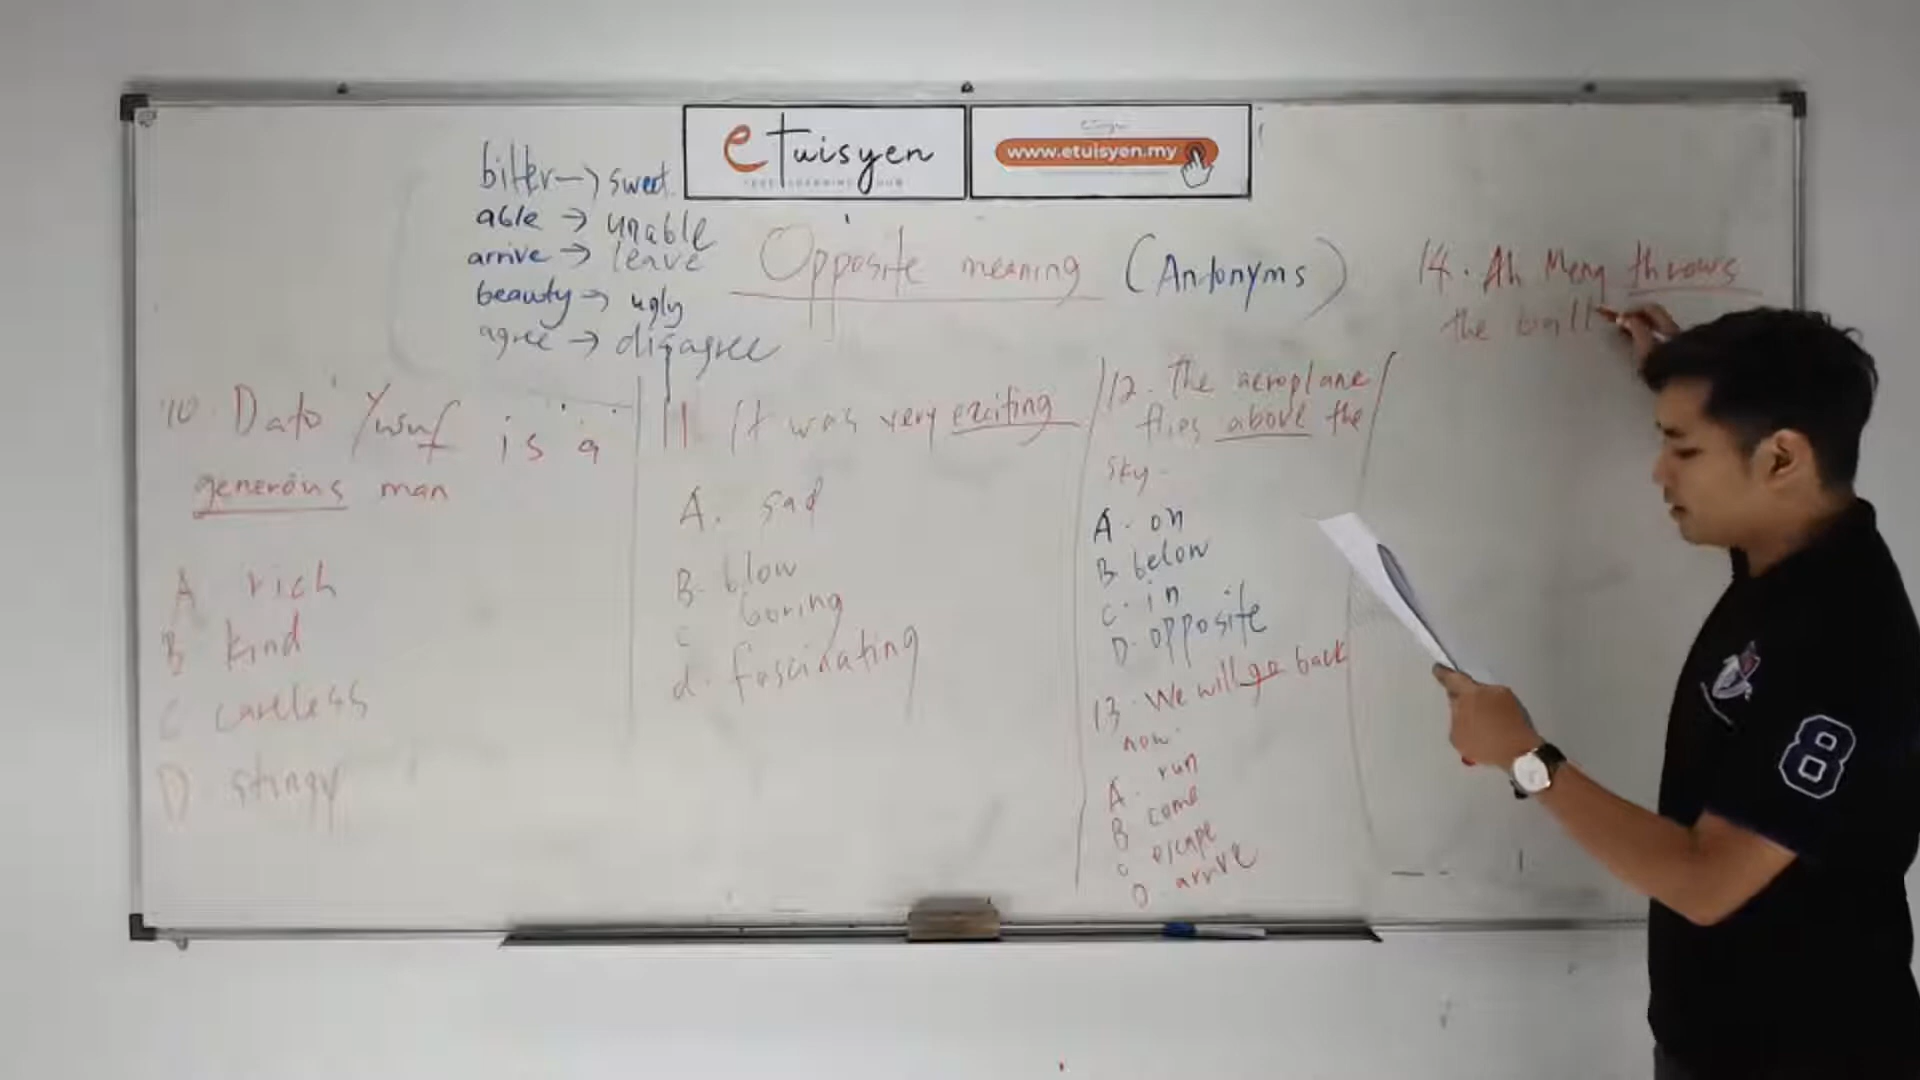 eTuisyen
www.etuisyen.my
bitter → sweet
able → unable
arrive → leave
beauty → ugly
agree → disagree
Opposite meaning (Antonyms)
10. Dato Yusuf is a
generous man
A rich
B kind
C careless
D. stingy
11. It was very exciting
A. sad
B. blow
C boring
d. fascinating
12. The aeroplane
flies above the
sky.
A. on
B. below
C. in
D. opposite
13. We will go back
now.
A. run
B come
C escape
D arrive
14. Ah Meng throws
the ball
8